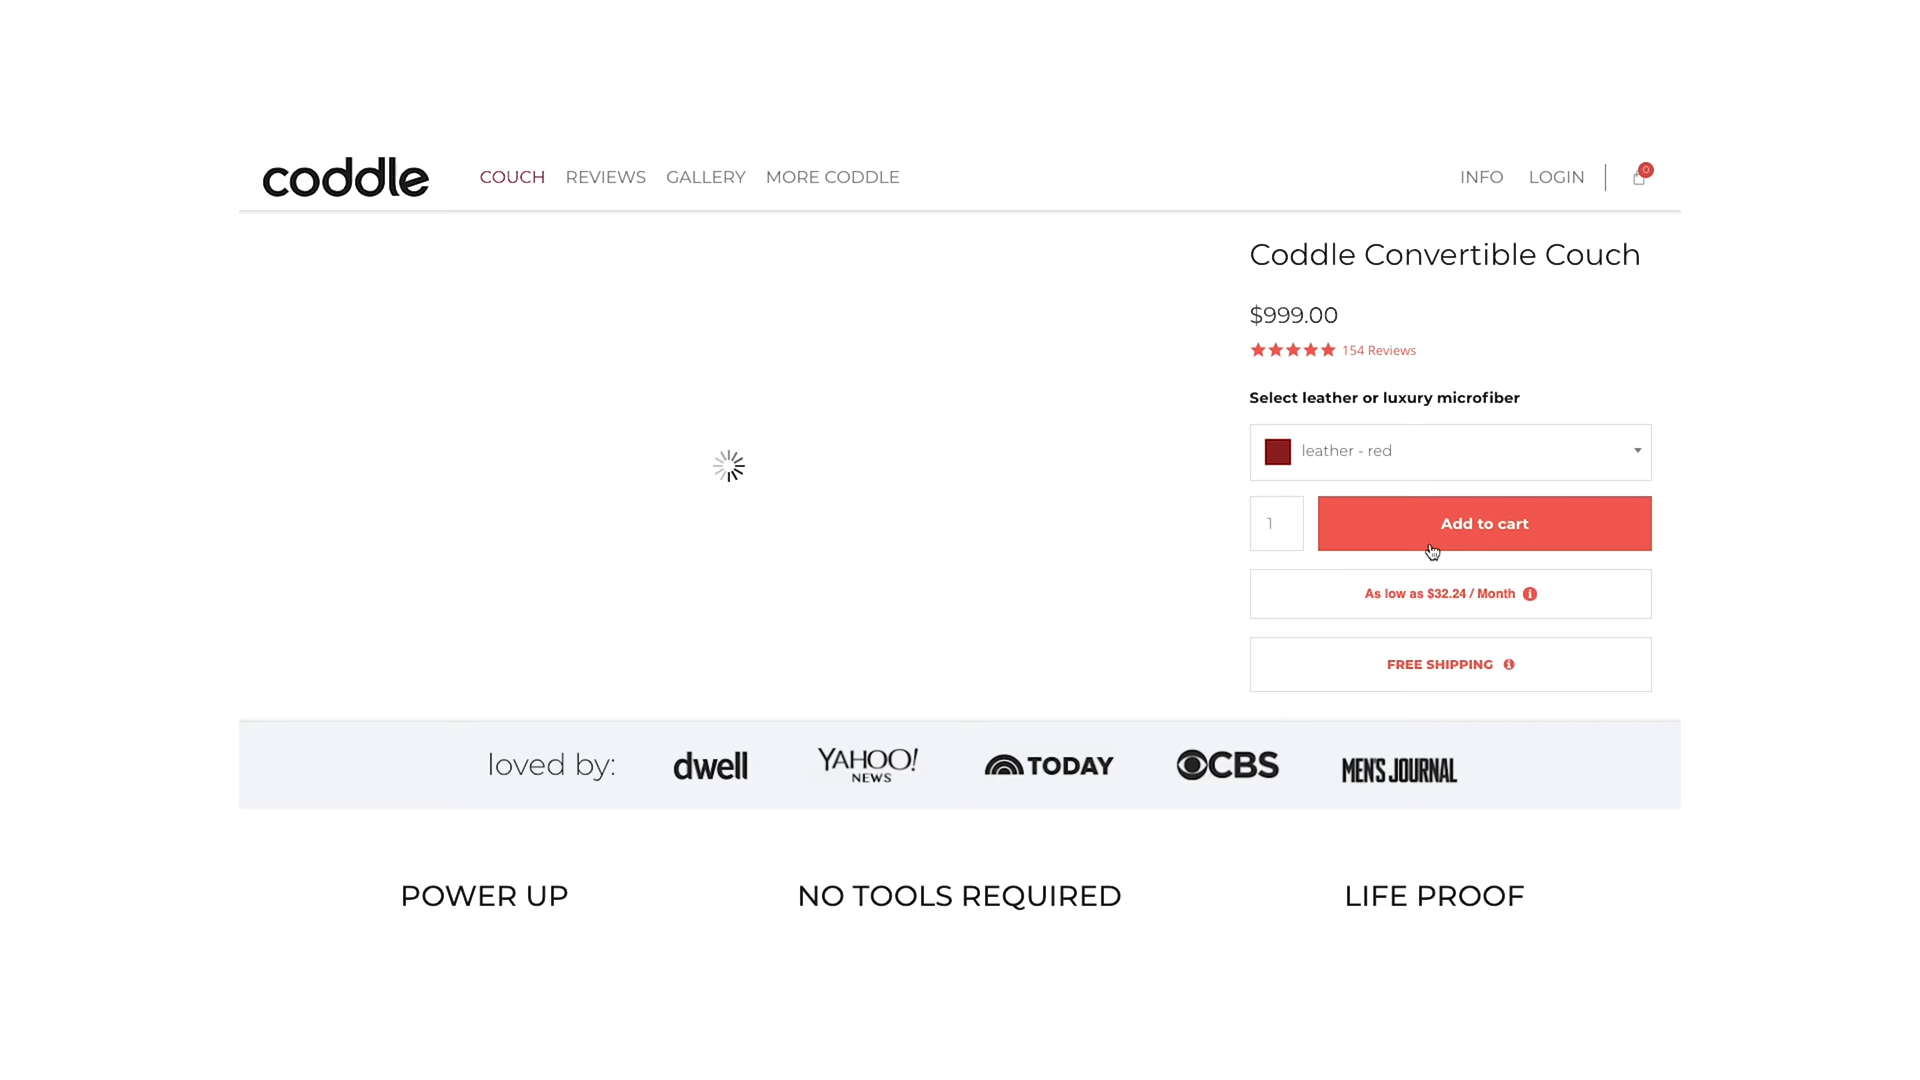 coddle
COUCH REVIEWS GALLERY MORE CODDLE
INFO LOGIN 0
Coddle Convertible Couch
$999.00
154 Reviews
Select leather or luxury microfiber
leather - red
1 Add to cart
As low as $32.24 / Month i
FREE SHIPPING i
loved by: dwell YAHOO! NEWS TODAY CBS MEN'S JOURNAL
POWER UP NO TOOLS REQUIRED LIFE PROOF